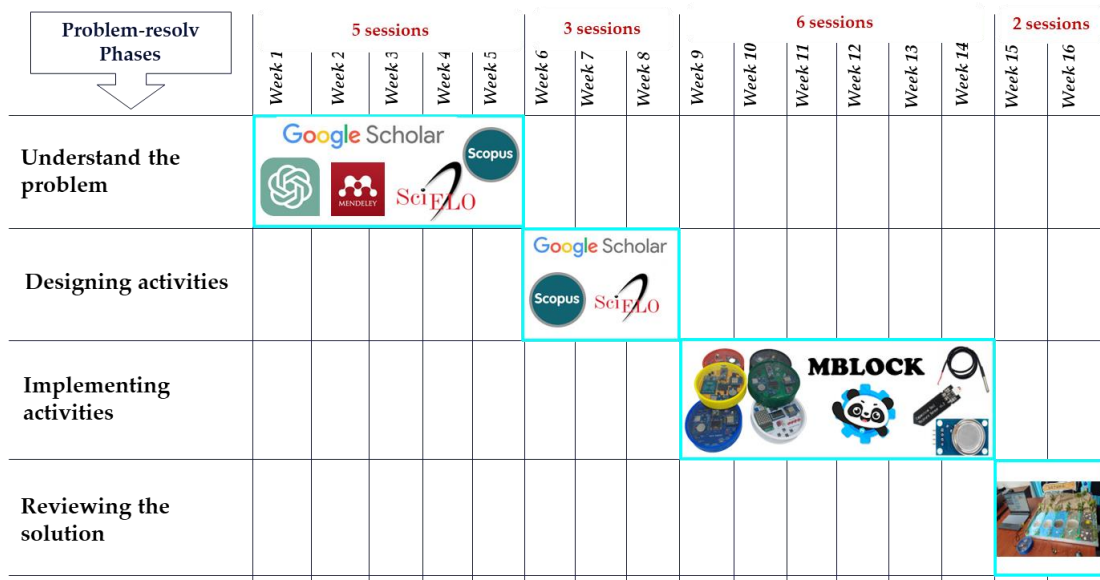 Problem-resolv
Phases
5 sessions
3 sessions
6 sessions
2 sessions
Week 1
Week 2
Week 3
Week 4
Week 5
Week 6
Week 7
Week 8
Week 9
Week 10
Week 11
Week 12
Week 13
Week 14
Week 15
Week 16
Understand the
problem
Google Scholar
Scopus
MENDELEY
SciELO
Designing activities
Google Scholar
Scopus
SciELO
Implementing
activities
MBLOCK
Reviewing the
solution